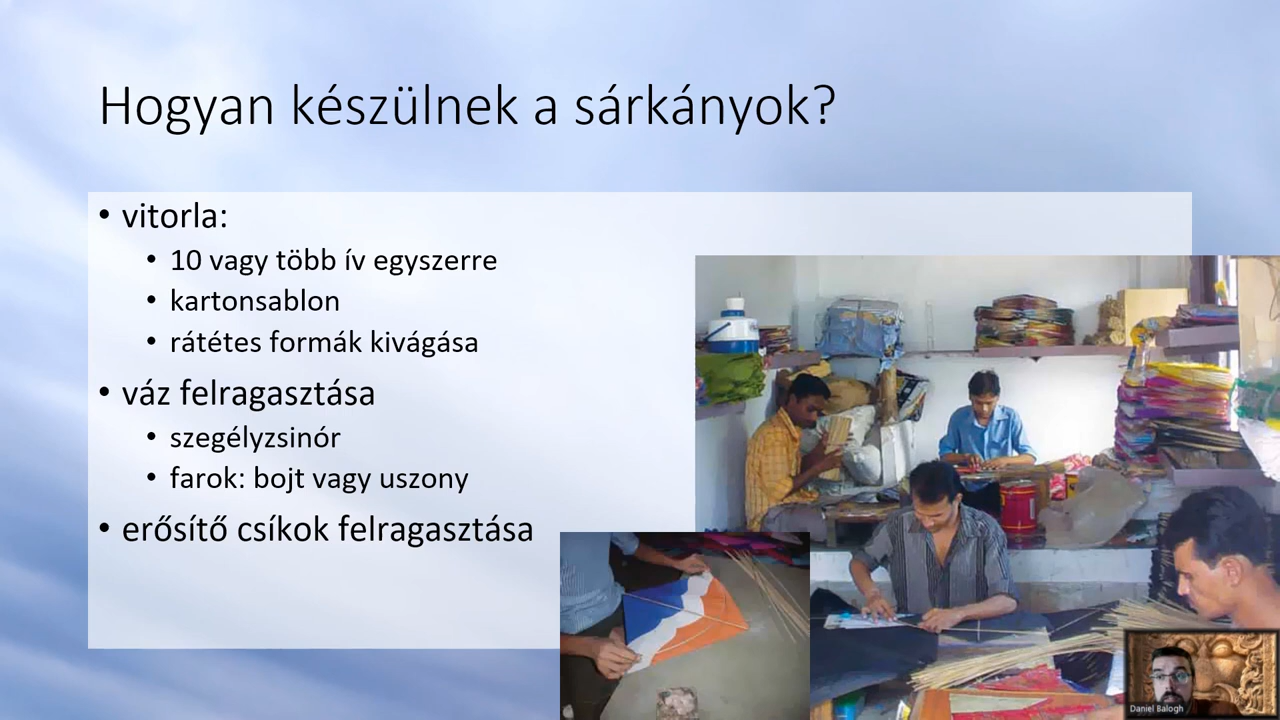 Hogyan készülnek a sárkányok?
• vitorla:
• 10 vagy több ív egyszerre
• kartonsablon
• rátétes formák kivágása
• váz felragasztása
• szegélyzsinór
• farok: bojt vagy uszony
• erősítő csíkok felragasztása
Daniel Balogh